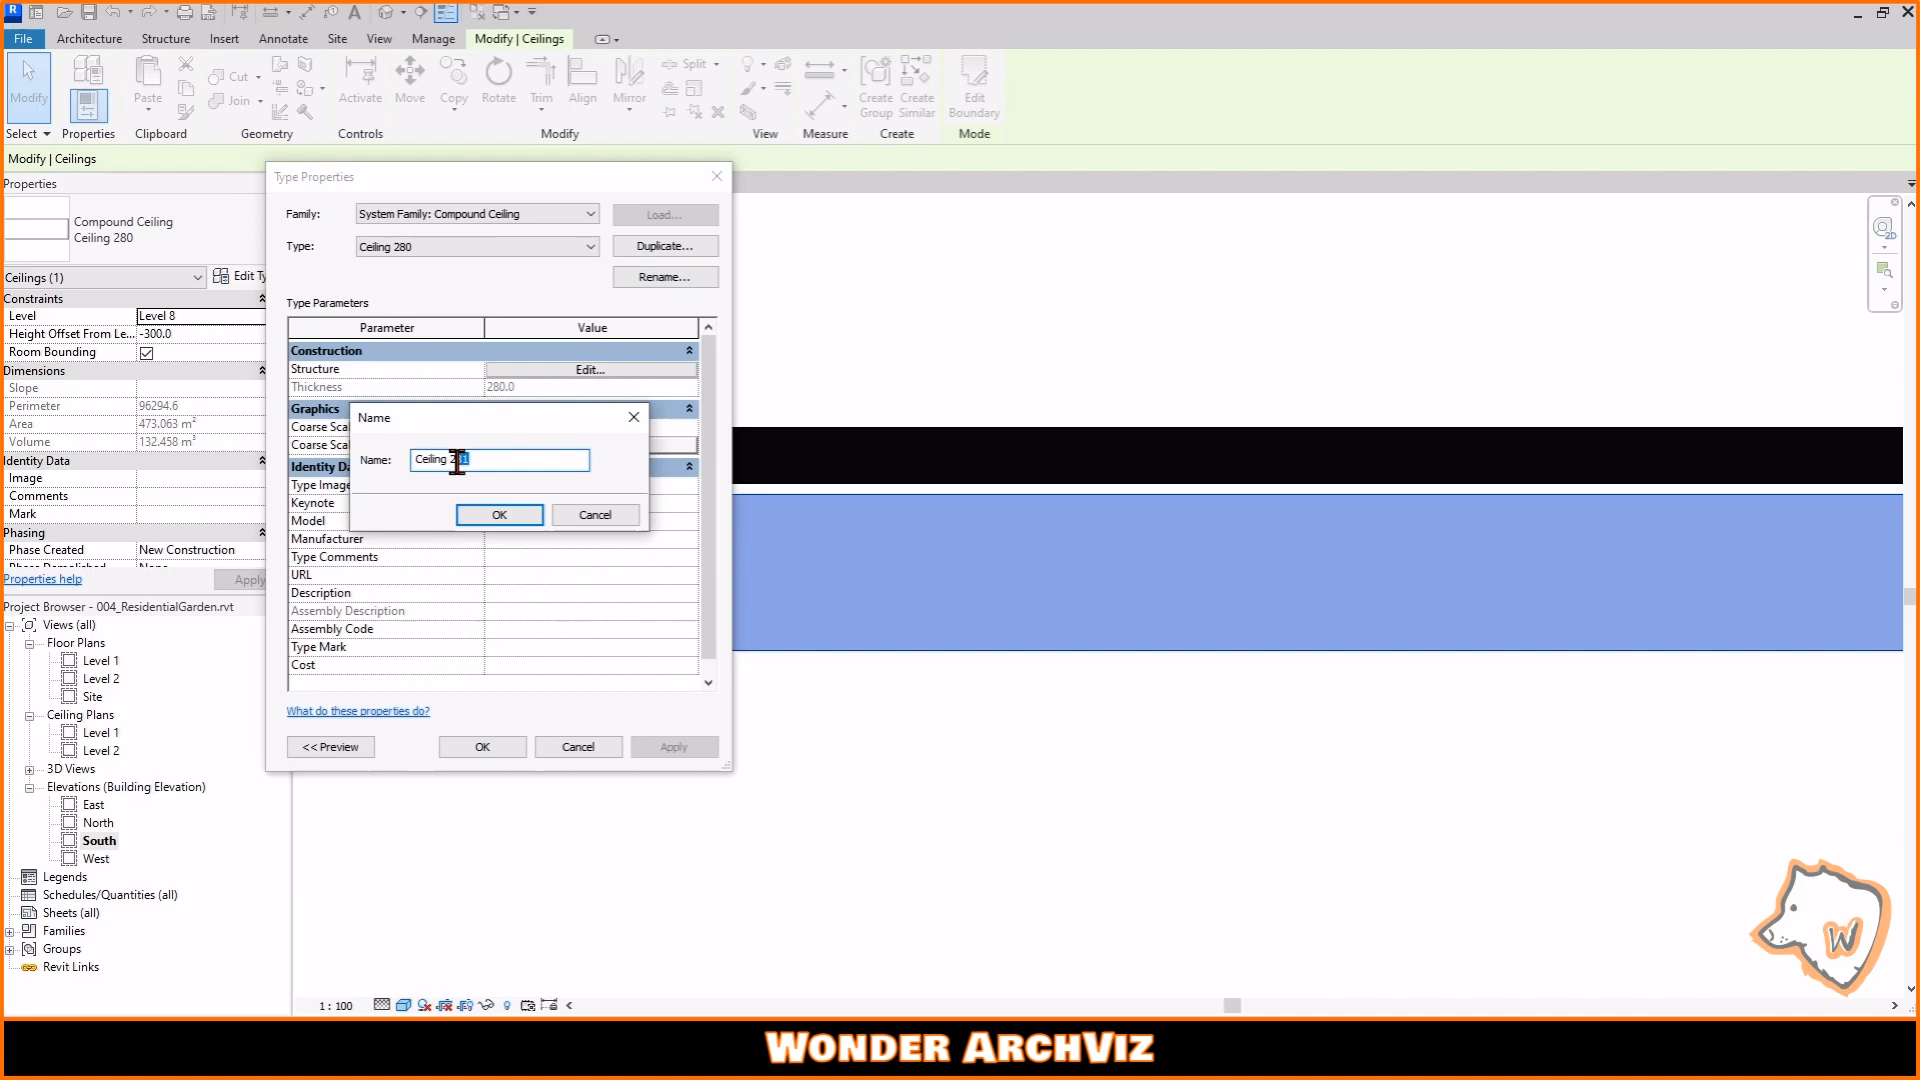 File Architecture Structure Insert Annotate Site View Manage Modify | Ceilings
Modify Paste Cut Join Activate Move Copy Rotate Trim Align Mirror Split Create Group Create Similar Edit Boundary
Select Properties Clipboard Geometry Controls Modify View Measure Create Mode
Modify | Ceilings
Properties
Compound Ceiling
Ceiling 280
Ceilings (1) Edit Ty
Constraints
Level Level 8
Height Offset From Le... -300.0
Room Bounding
Dimensions
Slope
Perimeter 96294.6
Area 473.063 m²
Volume 132.458 m³
Identity Data
Image
Comments
Mark
Phasing
Phase Created New Construction
Properties help Apply
Project Browser - 004_ResidentialGarden.rvt
Views (all)
Floor Plans
Level 1
Level 2
Site
Ceiling Plans
Level 1
Level 2
3D Views
Elevations (Building Elevation)
East
North
South
West
Legends
Schedules/Quantities (all)
Sheets (all)
Families
Groups
Revit Links
Type Properties
Family: System Family: Compound Ceiling Load...
Type: Ceiling 280 Duplicate...
Rename...
Type Parameters
Parameter Value
Construction
Structure Edit...
Thickness 280.0
Graphics
Coarse Scal
Coarse Scal
Identity Da
Type Image
Keynote
Model
Manufacturer
Type Comments
URL
Description
Assembly Description
Assembly Code
Type Mark
Cost
What do these properties do?
<< Preview OK Cancel Apply
Name
Name: Ceiling
OK Cancel
1 : 100
2D
W
WONDER ARCHVIZ